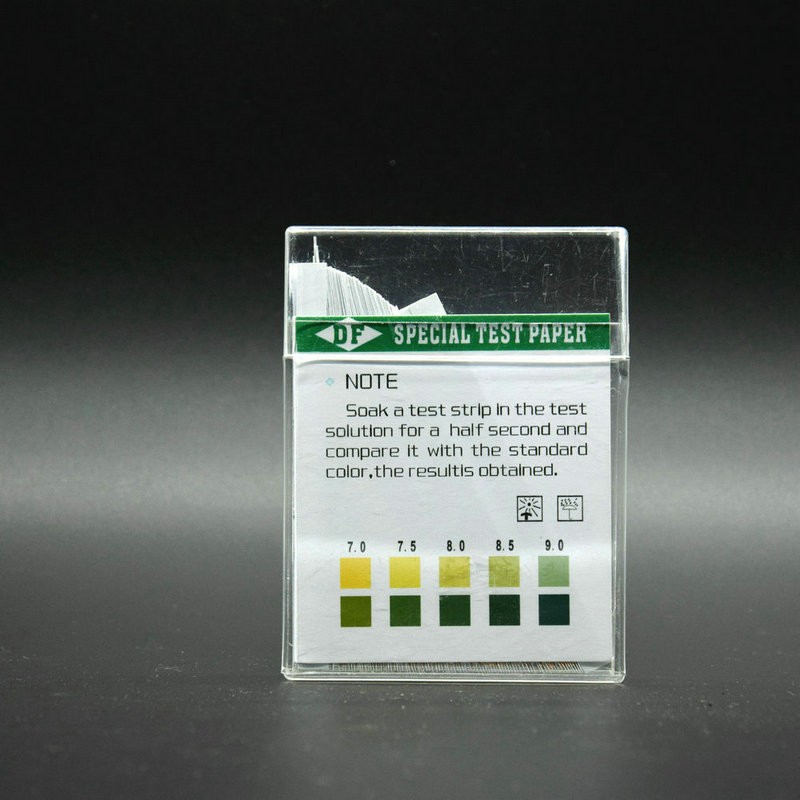 DF SPECIAL TEST PAPER
NOTE
Soak a test strip in the test
solution for a half second and
compare it with the standard
color,the resultis obtained.
7.0 7.5 8.0 8.5 9.0